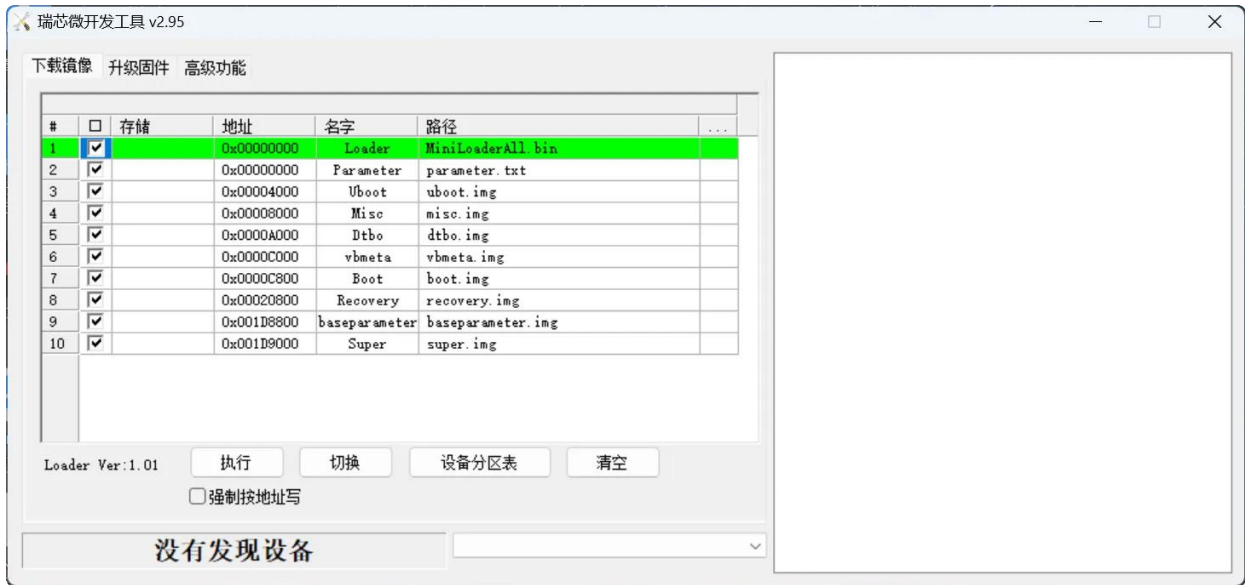 瑞芯微开发工具 v2.95
下载镜像 升级固件 高级功能
# 存储 地址 名字 路径 ...
1 0x00000000 Loader MiniLoaderAll.bin
2 0x00000000 Parameter parameter.txt
3 0x00004000 Uboot uboot.img
4 0x00008000 Misc misc.img
5 0x0000A000 Dtbo dtbo.img
6 0x0000C000 vbmeta vbmeta.img
7 0x0000C800 Boot boot.img
8 0x00020800 Recovery recovery.img
9 0x001D8800 baseparameter baseparameter.img
10 0x001D9000 Super super.img
Loader Ver:1.01 执行 切换 设备分区表 清空
强制按地址写
没有发现设备